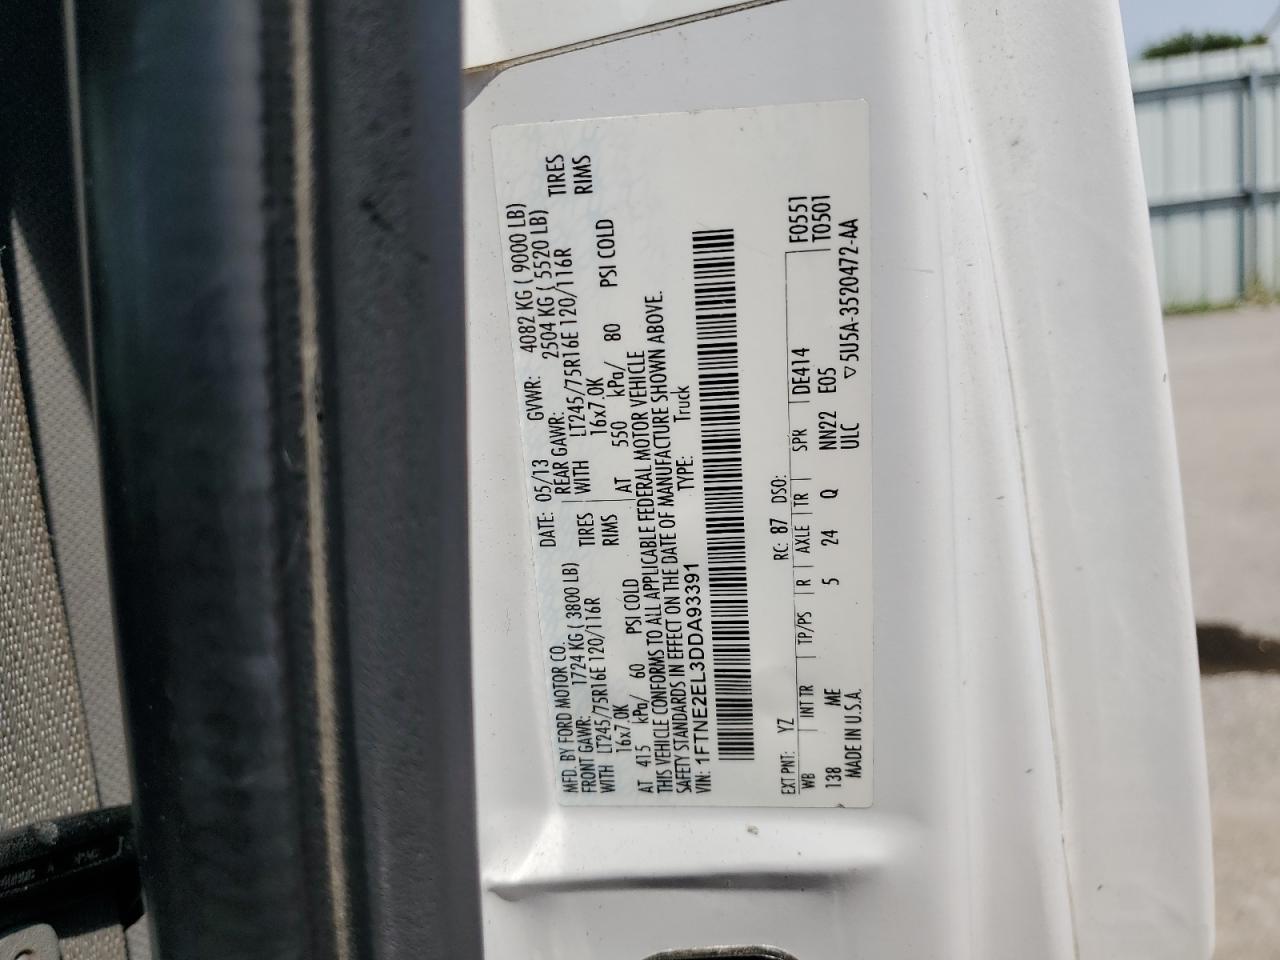 MFD. BY FORD MOTOR CO. DATE: 05/13 GVWR: 4082 KG ( 9000 LB)
FRONT GAWR: 1724 KG ( 3800 LB) REAR GAWR: 2504 KG ( 5520 LB)
WITH LT245/75R16E 120/116R TIRES WITH LT245/75R16E 120/116R TIRES
16x7.0K RIMS 16x7.0K RIMS
AT 415 kPa/ 60 PSI COLD AT 550 kPa/ 80 PSI COLD
THIS VEHICLE CONFORMS TO ALL APPLICABLE FEDERAL MOTOR VEHICLE
SAFETY STANDARDS IN EFFECT ON THE DATE OF MANUFACTURE SHOWN ABOVE.
VIN: 1FTNE2EL3DDA93391 TYPE: Truck
EXT PNT: YZ RC: 87 DSO: F0551
WB INT TR TP/PS R AXLE TR SPR DE414 T0501
138 ME 5 24 Q NN22 E05
MADE IN U.S.A. ULC ▽5U5A-3520472-AA